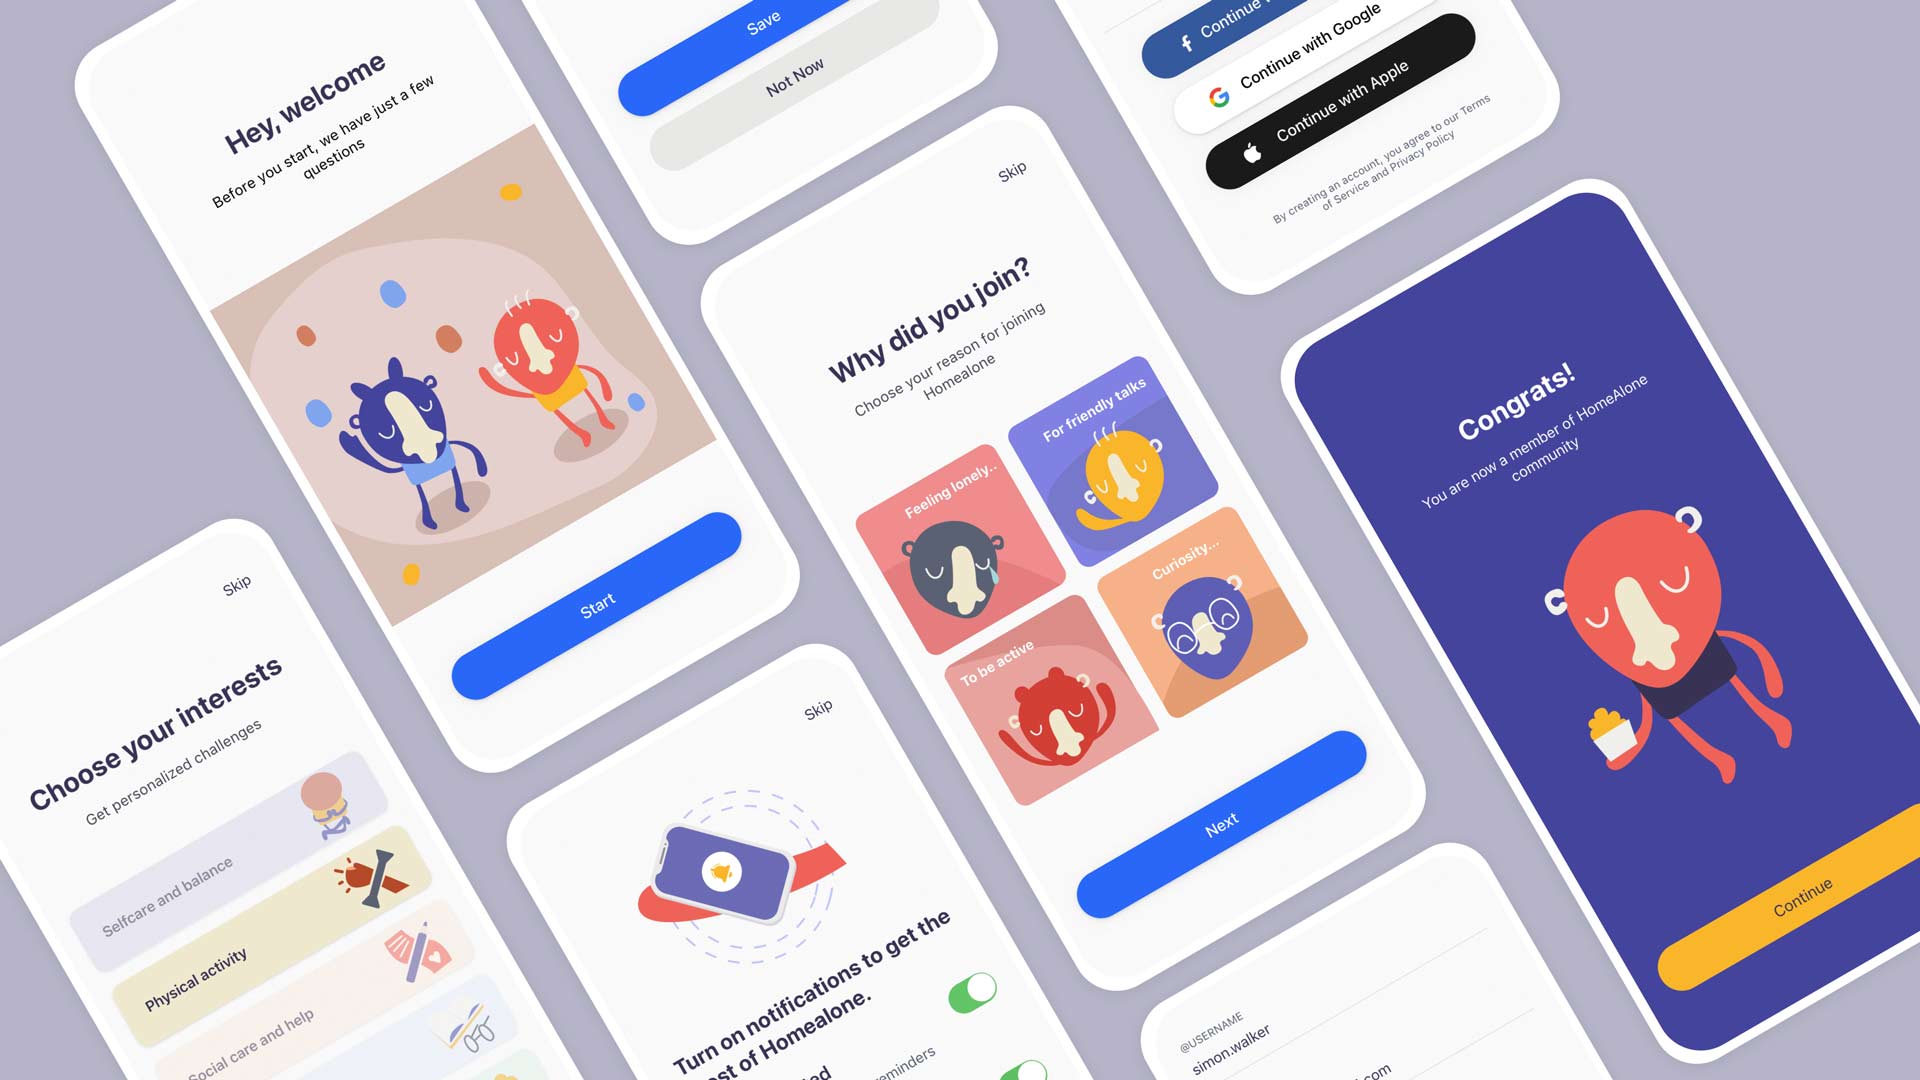 Hey, welcome
Before you start, we have just a few
questions
Start
Save
Not Now
Continue
Continue with Google
Continue with Apple
By creating an account, you agree to our Terms
of Service and Privacy Policy
Skip
Why did you join?
Choose your reason for joining
Homealone
Feeling lonely..
For friendly talks
To be active
Curiosity...
Next
Congrats!
You are now a member of HomeAlone
community
Continue
Skip
Choose your interests
Get personalized challenges
Selfcare and balance
Physical activity
Social care and help
Skip
Turn on notifications to get the
of Homealone.
@USERNAME
simon.walker
.com